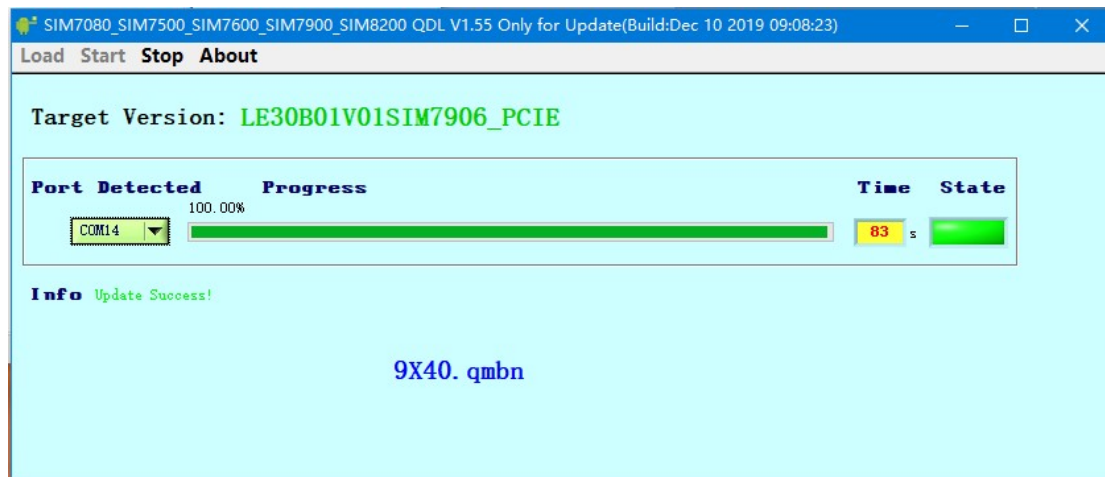 SIM7080_SIM7500_SIM7600_SIM7900_SIM8200 QDL V1.55 Only for Update(Build:Dec 10 2019 09:08:23)
Load Start Stop About
Target Version: LE30B01V01SIM7906_PCIE
Port Detected Progress Time State
100.00%
COM14 83 s
Info Update Success!
9X40.qmbn